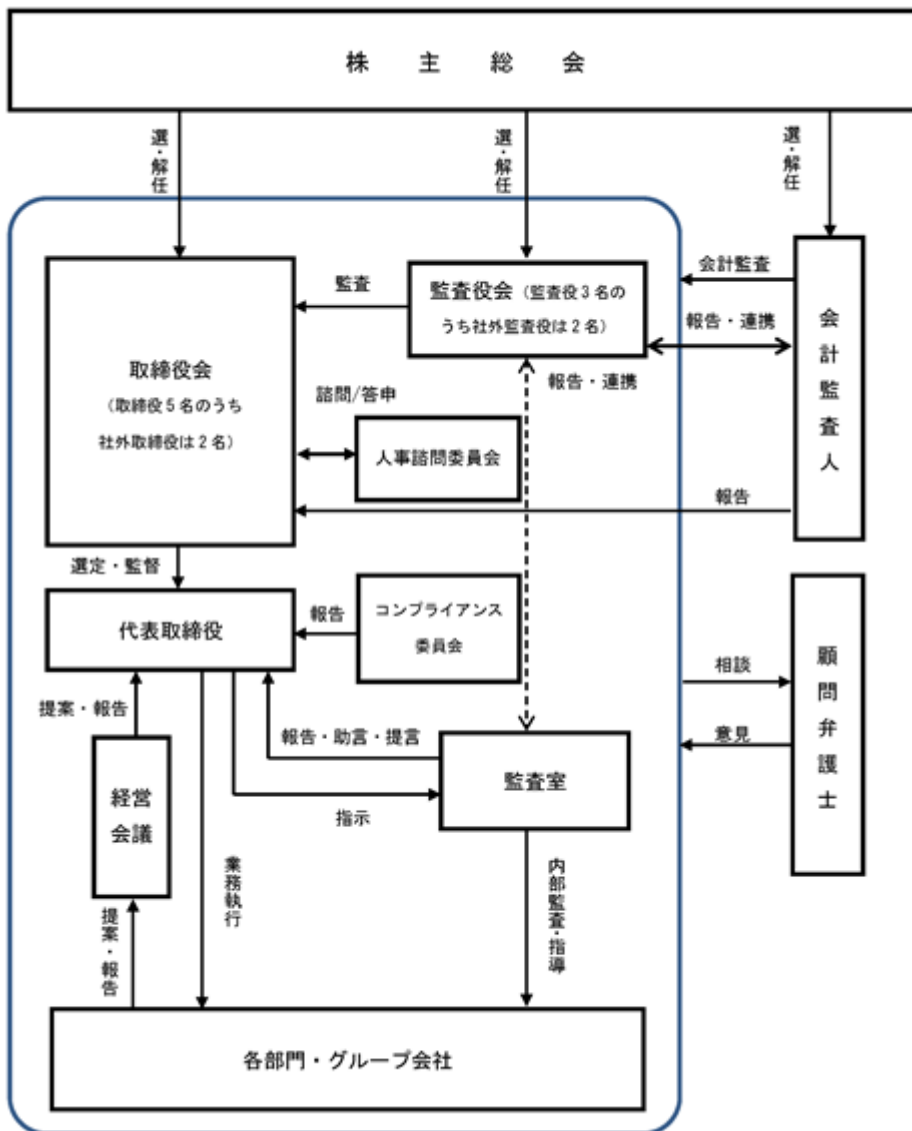 株主総会
選・解任
選・解任
選・解任
取締役会
(取締役5名のうち
社外取締役は2名)
監査
監査役会(監査役3名の
うち社外監査役は2名)
会計監査
報告・連携
会計監査人
報告・連携
諮問/答申
人事諮問委員会
報告
選定・監督
代表取締役
報告
コンプライアンス
委員会
相談
意見
顧問弁護士
提案・報告
報告・助言・提言
監査室
指示
経営
会議
業務執行
内部監査・指導
提案・報告
各部門・グループ会社